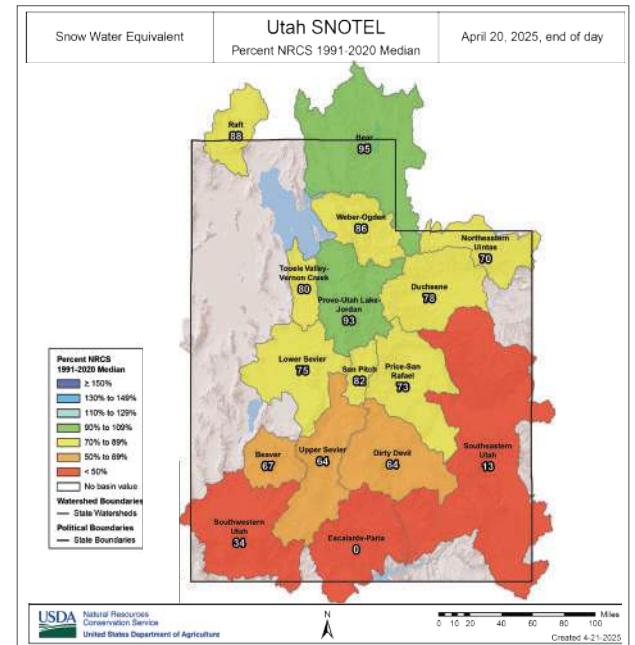 Snow Water Equivalent
Utah SNOTEL
Percent NRCS 1991-2020 Median
April 20, 2025, end of day
Raft
88
Bear
95
Weber-Ogden
86
Northeastern
Uintas
70
Tooele Valley-
Vernon Creek
80
Duchesne
78
Provo-Utah Lake-
Jordan
93
Lower Sevier
75
San Pitch
82
Price-San
Rafael
73
Beaver
67
Upper Sevier
64
Dirty Devil
64
Southeastern
Utah
13
Southwestern
Utah
34
Escalante-Paria
0
Percent NRCS
1991-2020 Median
≥ 150%
130% to 149%
110% to 129%
90% to 109%
70% to 89%
50% to 69%
< 50%
No basin value
Watershed Boundaries
State Watersheds
Political Boundaries
State Boundaries
USDA
Natural Resources
Conservation Service
United States Department of Agriculture
N
Miles
0 10 20 40 60 80 100
Created 4-21-2025